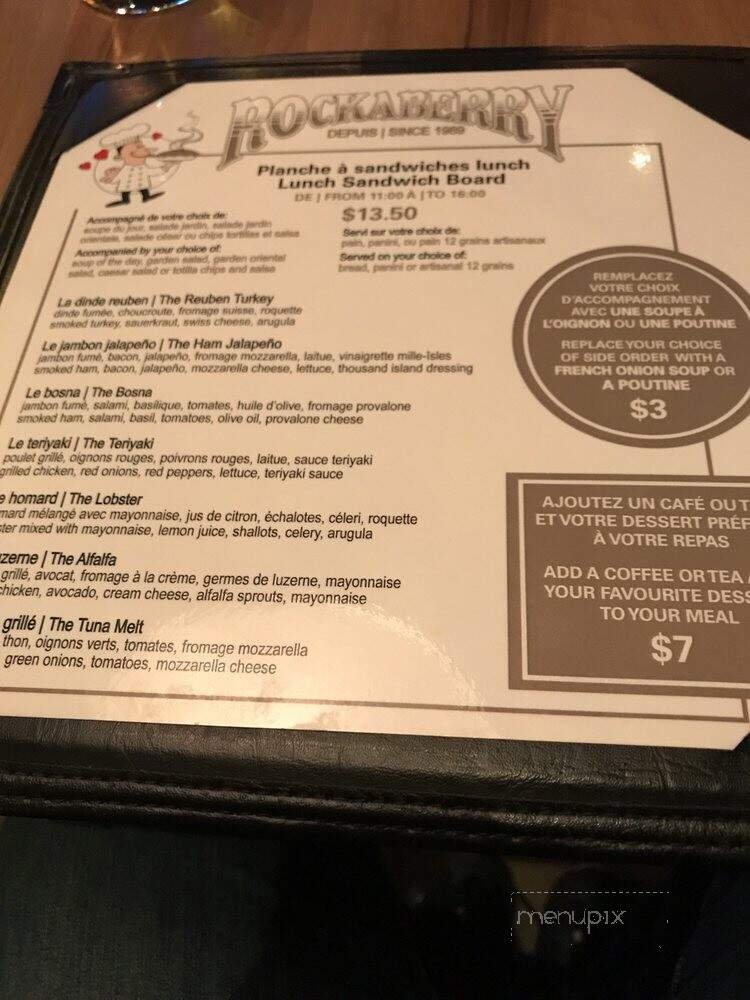 ROCKABERRY
DEPUIS | SINCE 1989
Planche à sandwiches lunch
Lunch Sandwich Board
DE | FROM 11:00 À | TO 16:00
$13.50
Accompagné de votre choix de:
soupe du jour, salade jardin, salade jardin
orientale, salade césar ou chips tortillas et salsa
Accompanied by your choice of:
soup of the day, garden salad, garden oriental
salad, caesar salad or totilla chips and salsa
Servi sur votre choix de:
pain, panini, ou pain 12 grains artisanaux
Served on your choice of:
bread, panini or artisanal 12 grains
La dinde reuben | The Reuben Turkey
dinde fumée, choucroute, fromage suisse, roquette
smoked turkey, sauerkraut, swiss cheese, arugula
Le jambon jalapeño | The Ham Jalapeño
jambon fumé, bacon, jalapeño, fromage mozzarella, laitue, vinaigrette mille-isles
smoked ham, bacon, jalapeño, mozzarella cheese, lettuce, thousand island dressing
Le bosna | The Bosna
jambon fumé, salami, basilique, tomates, huile d'olive, fromage provalone
smoked ham, salami, basil, tomatoes, olive oil, provalone cheese
Le teriyaki | The Teriyaki
poulet grillé, oignons rouges, poivrons rouges, laitue, sauce teriyaki
grilled chicken, red onions, red peppers, lettuce, teriyaki sauce
e homard | The Lobster
mard mélangé avec mayonnaise, jus de citron, échalotes, céleri, roquette
ster mixed with mayonnaise, lemon juice, shallots, celery, arugula
uzerne | The Alfalfa
grillé, avocat, fromage à la crème, germes de luzerne, mayonnaise
chicken, avocado, cream cheese, alfalfa sprouts, mayonnaise
grillé | The Tuna Melt
thon, oignons verts, tomates, fromage mozzarella
green onions, tomatoes, mozzarella cheese
REMPLACEZ
VOTRE CHOIX
D'ACCOMPAGNEMENT
AVEC UNE SOUPE À
L'OIGNON OU UNE POUTINE
REPLACE YOUR CHOICE
OF SIDE ORDER WITH A
FRENCH ONION SOUP OR
A POUTINE
$3
AJOUTEZ UN CAFÉ OU T
ET VOTRE DESSERT PRÉF
À VOTRE REPAS
ADD A COFFEE OR TEA
YOUR FAVOURITE DESS
TO YOUR MEAL
$7
menupix